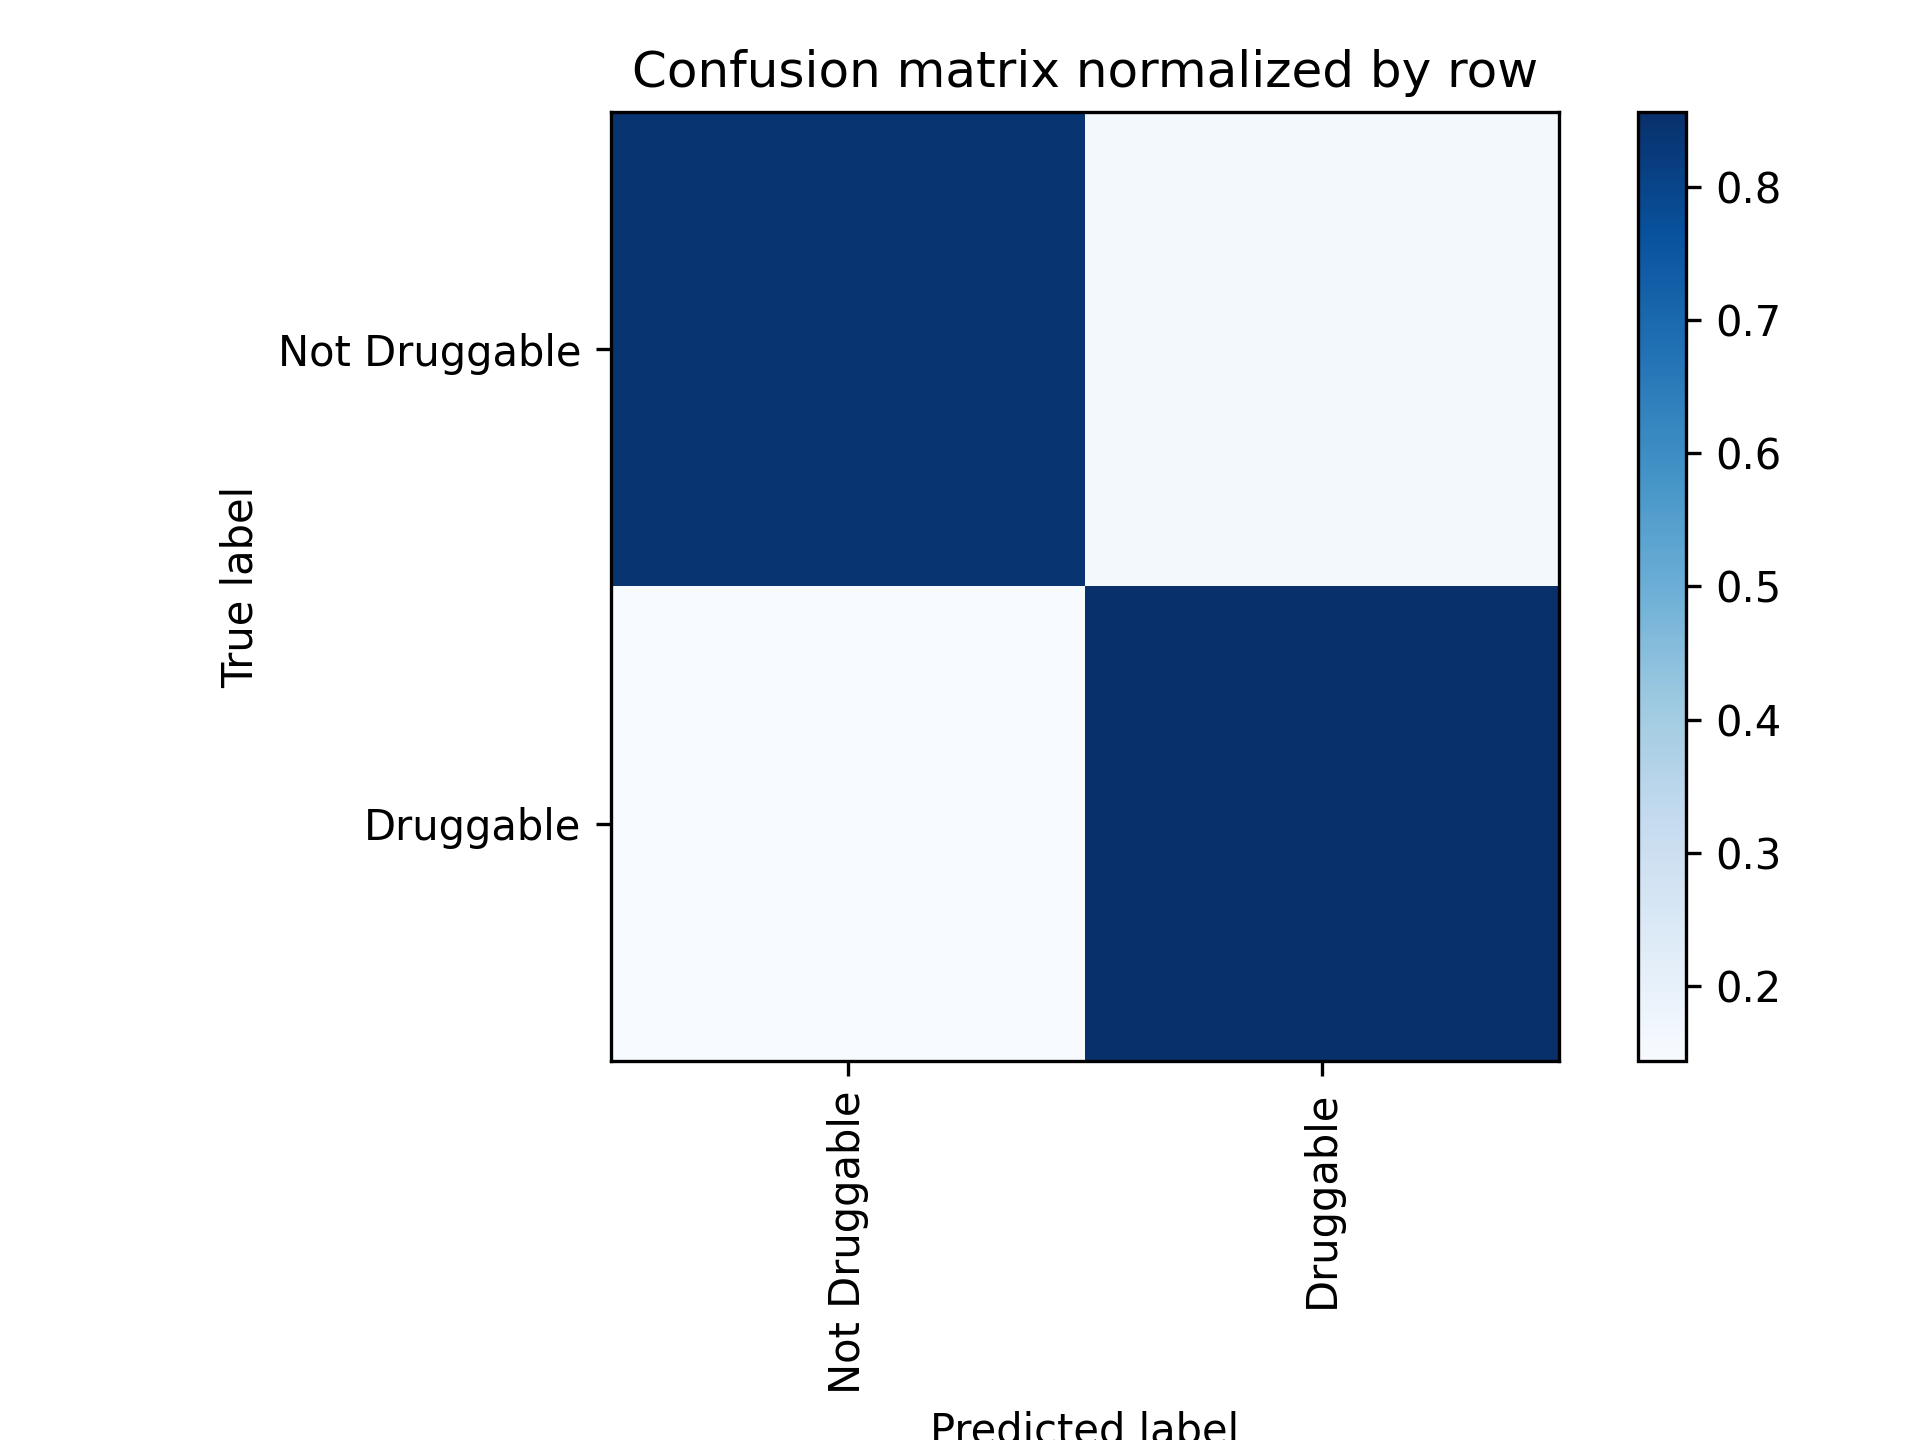 Confusion matrix normalized by row
0.8
0.7
0.6
0.5
0.4
0.3
0.2
True label
Not Druggable
Druggable
Not Druggable
Druggable
Predicted label